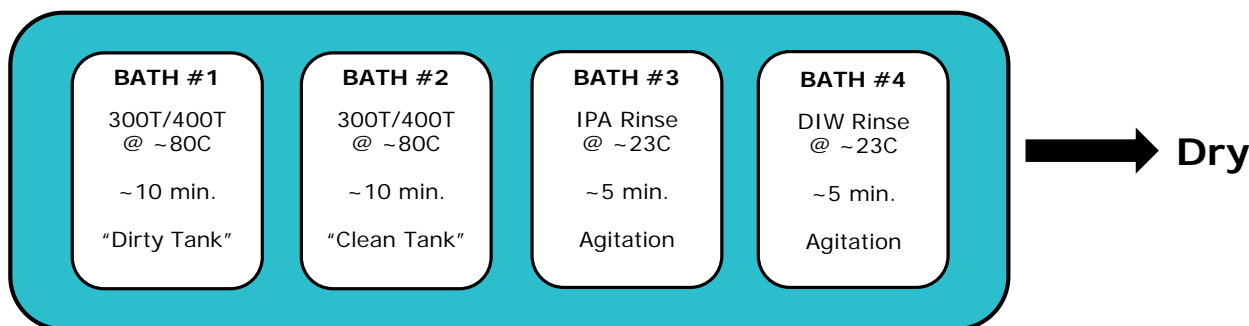 BATH #1
300T/400T
@ ~80C
~10 min.
“Dirty Tank”
BATH #2
300T/400T
@ ~80C
~10 min.
“Clean Tank”
BATH #3
IPA Rinse
@ ~23C
~5 min.
Agitation
BATH #4
DIW Rinse
@ ~23C
~5 min.
Agitation
Dry